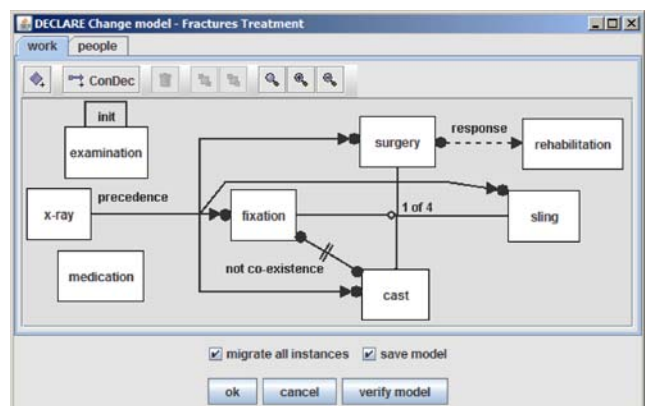 DECLARE Change model - Fractures Treatment
work people
ConDec
init
examination
surgery
response
rehabilitation
precedence
x-ray
fixation
1 of 4
sling
not co-existence
medication
cast
migrate all instances save model
ok cancel verify model